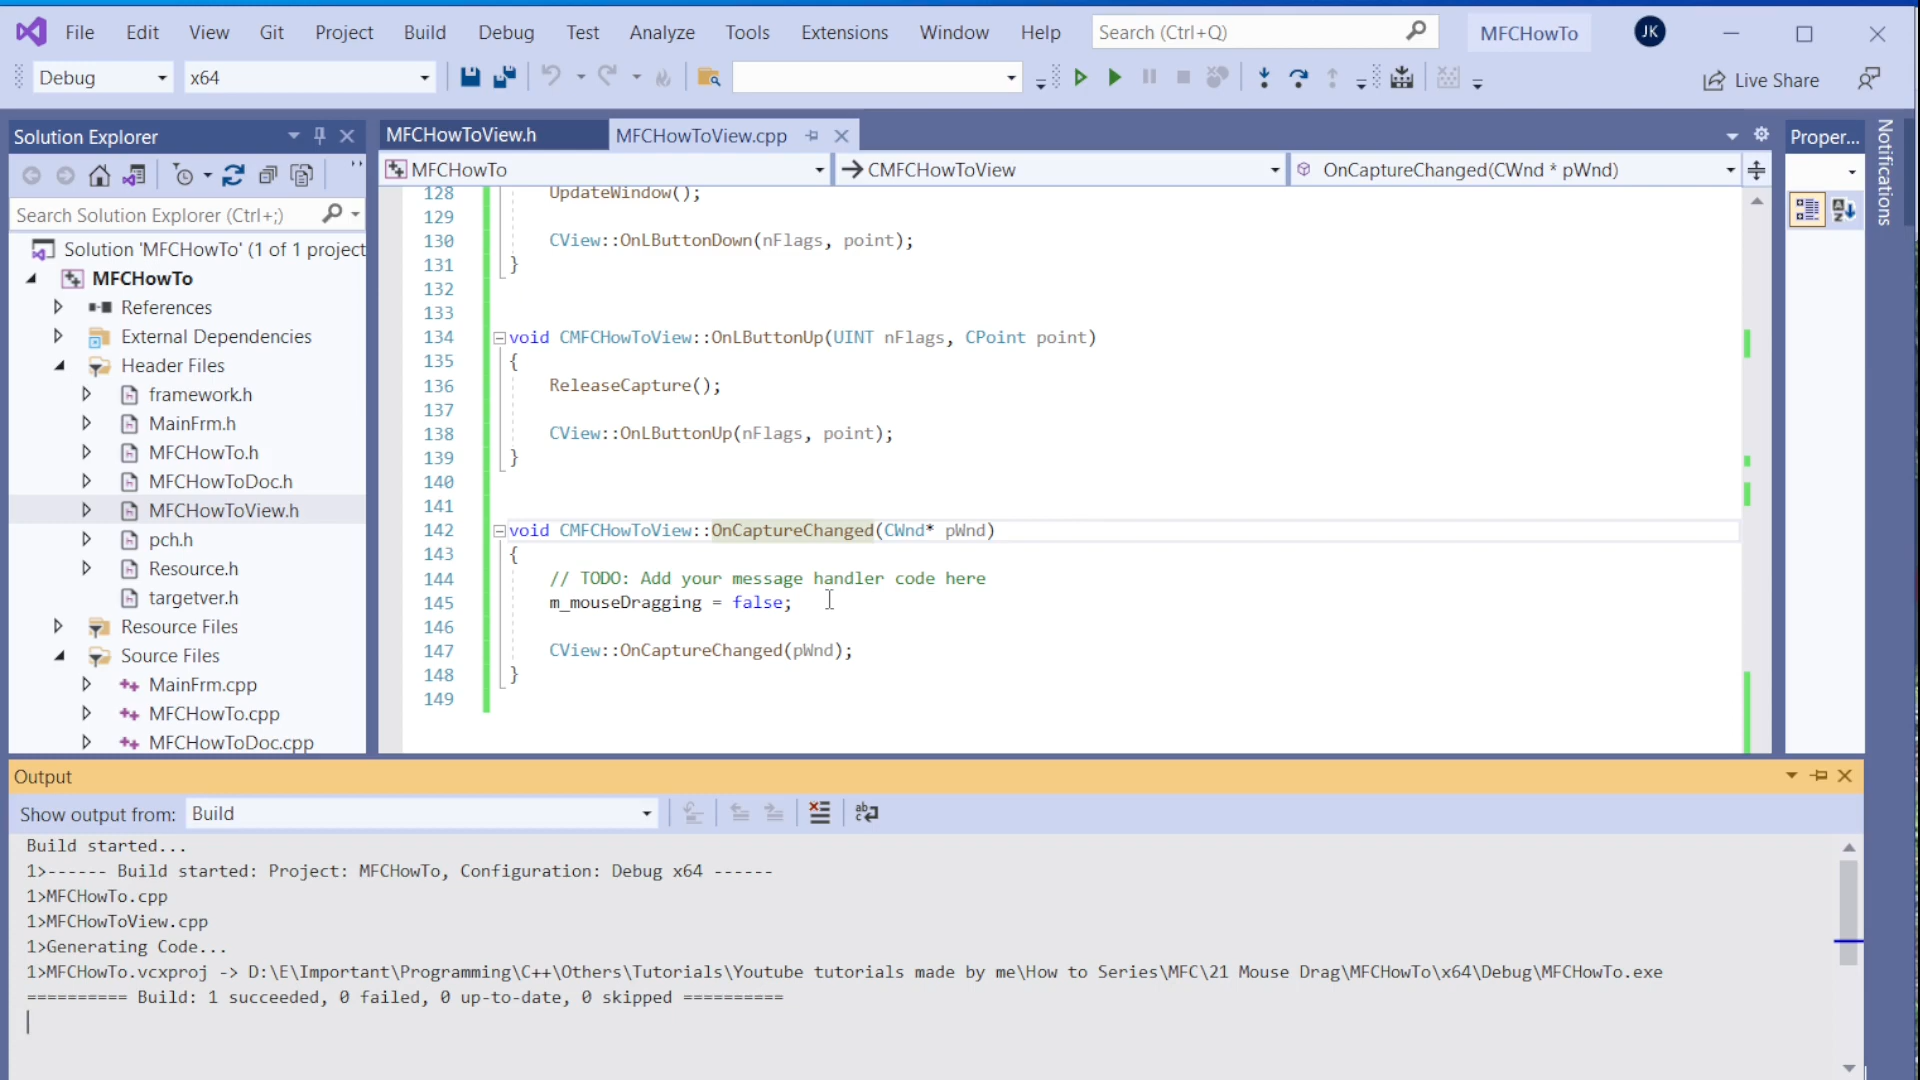 File Edit View Git Project Build Debug Test Analyze Tools Extensions Window Help Search (Ctrl+Q) MFCHowTo JK
Debug x64 Live Share
Solution Explorer
Search Solution Explorer (Ctrl+;)
Solution 'MFCHowTo' (1 of 1 project
MFCHowTo
References
External Dependencies
Header Files
framework.h
MainFrm.h
MFCHowTo.h
MFCHowToDoc.h
MFCHowToView.h
pch.h
Resource.h
targetver.h
Resource Files
Source Files
MainFrm.cpp
MFCHowTo.cpp
MFCHowToDoc.cpp
MFCHowToView.h MFCHowToView.cpp
MFCHowTo CMFCHowToView OnCaptureChanged(CWnd * pWnd)
128 UpdateWindow();
129
130 CView::OnLButtonDown(nFlags, point);
131 }
132
133
134 void CMFCHowToView::OnLButtonUp(UINT nFlags, CPoint point)
135 {
136 ReleaseCapture();
137
138 CView::OnLButtonUp(nFlags, point);
139 }
140
141
142 void CMFCHowToView::OnCaptureChanged(CWnd* pWnd)
143 {
144 // TODO: Add your message handler code here
145 m_mouseDragging = false;
146
147 CView::OnCaptureChanged(pWnd);
148 }
149
Proper...
Notifications
Output
Show output from: Build
Build started...
1>------ Build started: Project: MFCHowTo, Configuration: Debug x64 ------
1>MFCHowTo.cpp
1>MFCHowToView.cpp
1>Generating Code...
1>MFCHowTo.vcxproj -> D:\E\Important\Programming\C++\Others\Tutorials\Youtube tutorials made by me\How to Series\MFC\21 Mouse Drag\MFCHowTo\x64\Debug\MFCHowTo.exe
========== Build: 1 succeeded, 0 failed, 0 up-to-date, 0 skipped ==========